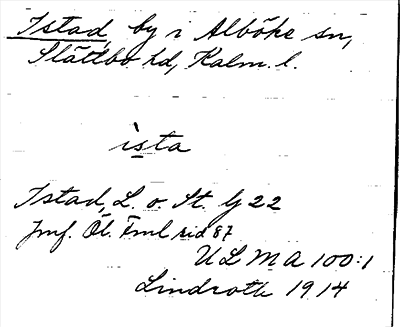 Istad, by i Alböke sn,
Slättbo hd, Kalm. l.
ista
Istad, L. o. St. G 22
Jmf. Öl. Fml sid 87
ULMA 100:1
Lindroth 1914